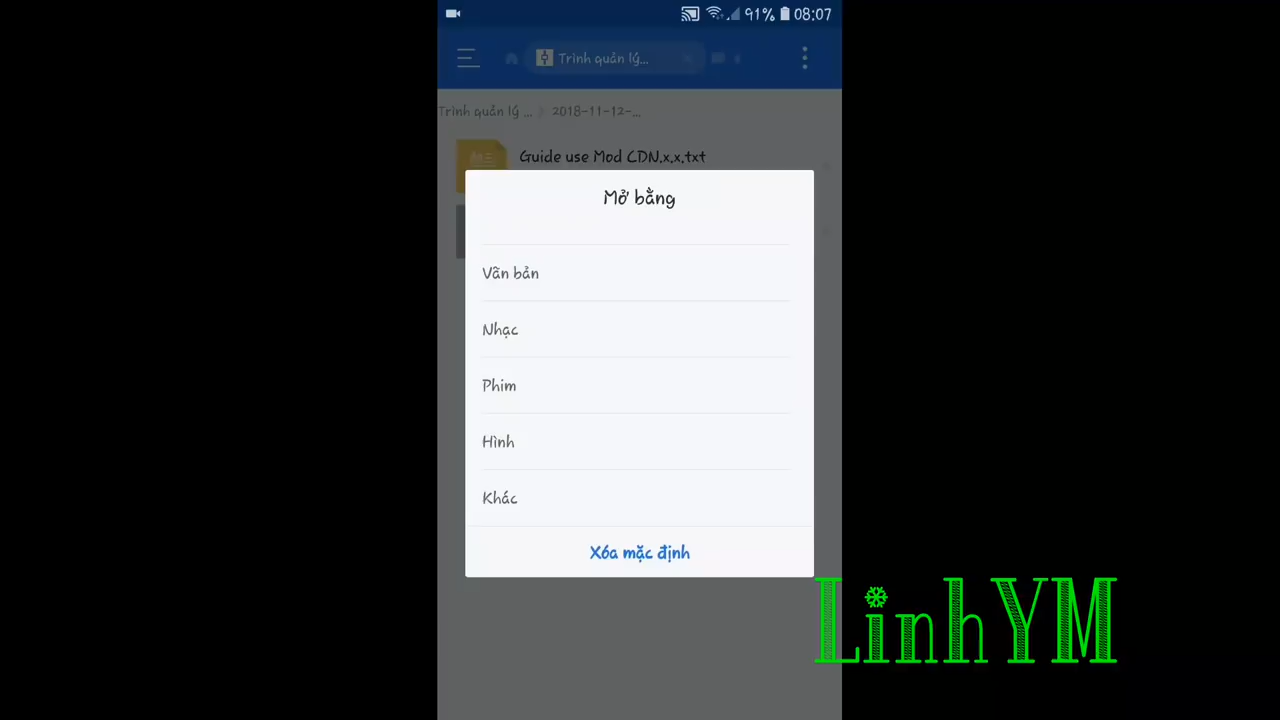 91% 08:07
Trình quản lý...
Trình quản lý ... 2018-11-12-...
Guide use Mod CDN.x.x.txt
Mở bằng
Văn bản
Nhạc
Phim
Hình
Khác
Xóa mặc định
LinhYM